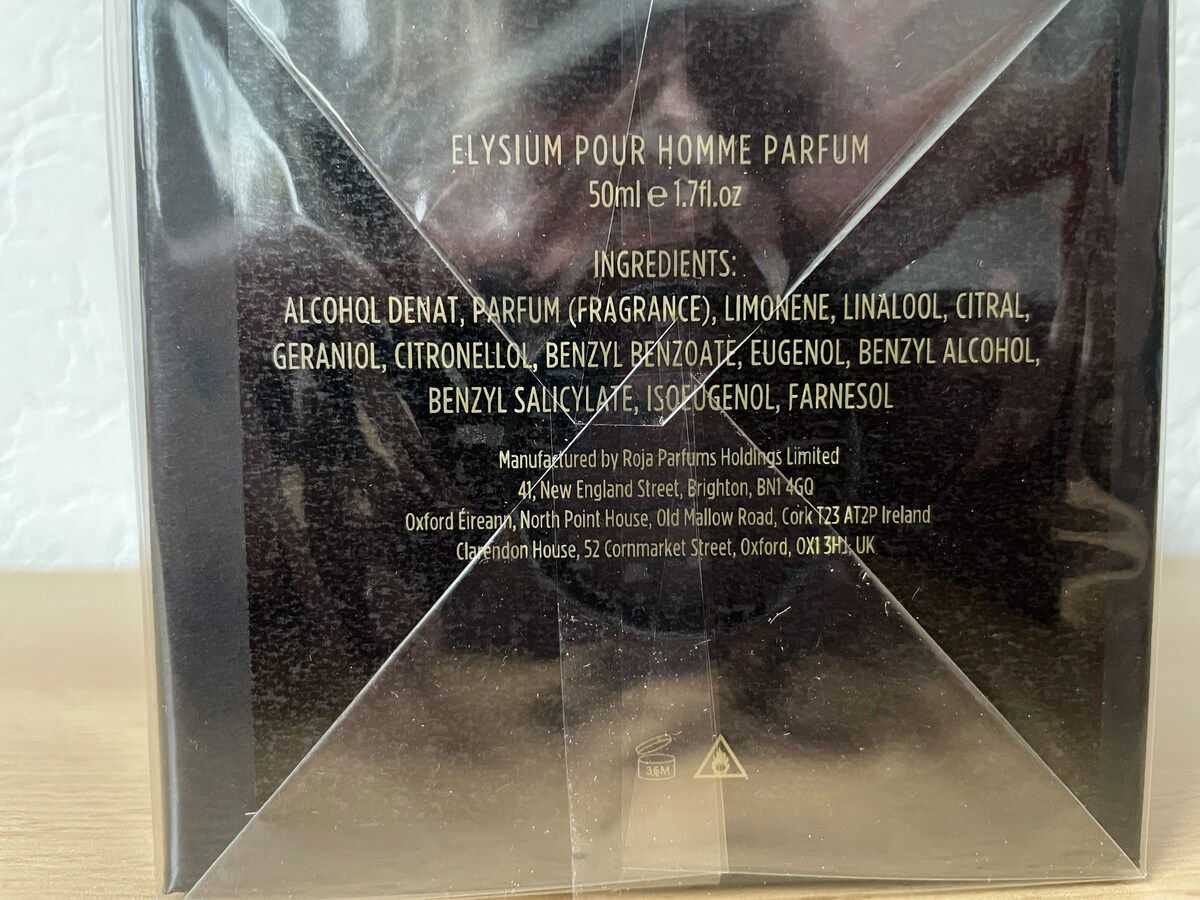 ELYSIUM POUR HOMME PARFUM
50ml ℮ 1.7fl.oz
INGREDIENTS:
ALCOHOL DENAT, PARFUM (FRAGRANCE), LIMONENE, LINALOOL, CITRAL,
GERANIOL, CITRONELLOL, BENZYL BENZOATE, EUGENOL, BENZYL ALCOHOL,
BENZYL SALICYLATE, ISOEUGENOL, FARNESOL
Manufactured by Roja Parfums Holdings Limited
41, New England Street, Brighton, BN1 4GQ
Oxford Éireann, North Point House, Old Mallow Road, Cork T23 AT2P Ireland
Clarendon House, 52 Cornmarket Street, Oxford, OX1 3HJ, UK
36M